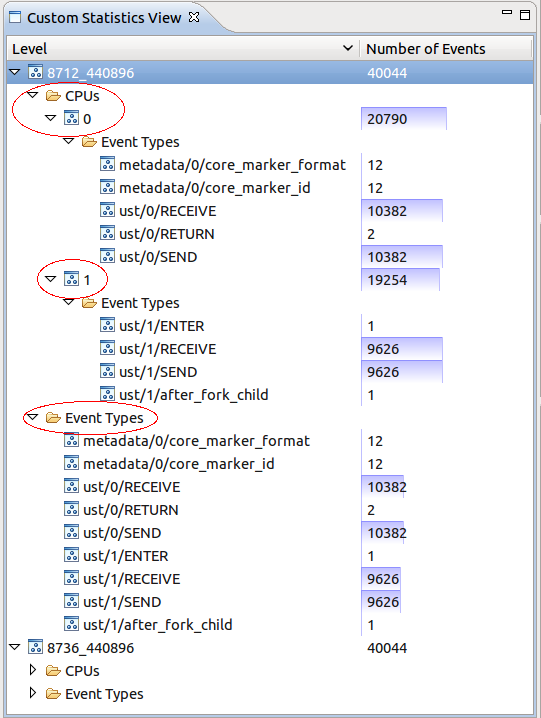 Custom Statistics View
Level Number of Events
8712_440896 40044
CPUs
0 20790
Event Types
metadata/0/core_marker_format 12
metadata/0/core_marker_id 12
ust/0/RECEIVE 10382
ust/0/RETURN 2
ust/0/SEND 10382
1 19254
Event Types
ust/1/ENTER 1
ust/1/RECEIVE 9626
ust/1/SEND 9626
ust/1/after_fork_child 1
Event Types
metadata/0/core_marker_format 12
metadata/0/core_marker_id 12
ust/0/RECEIVE 10382
ust/0/RETURN 2
ust/0/SEND 10382
ust/1/ENTER 1
ust/1/RECEIVE 9626
ust/1/SEND 9626
ust/1/after_fork_child 1
8736_440896 40044
CPUs
Event Types